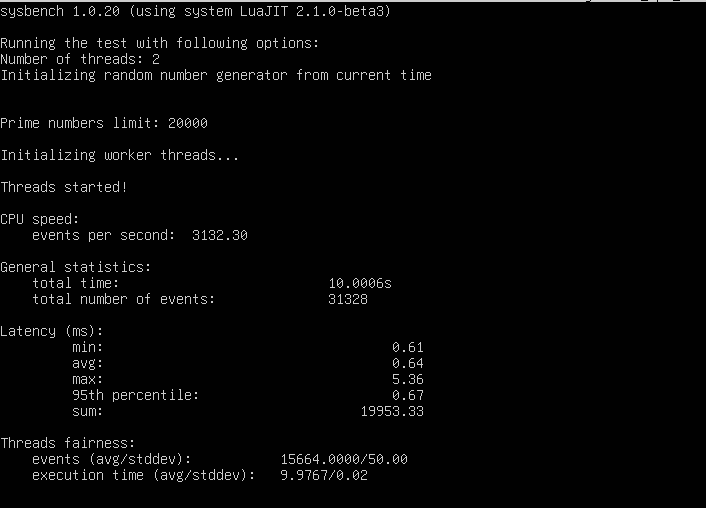 sysbench 1.0.20 (using system LuaJIT 2.1.0-beta3)
Running the test with following options:
Number of threads: 2
Initializing random number generator from current time
Prime numbers limit: 20000
Initializing worker threads...
Threads started!
CPU speed:
events per second: 3132.30
General statistics:
total time: 10.0006s
total number of events: 31328
Latency (ms):
min: 0.61
avg: 0.64
max: 5.36
95th percentile: 0.67
sum: 19953.33
Threads fairness:
events (avg/stddev): 15664.0000/50.00
execution time (avg/stddev): 9.9767/0.02